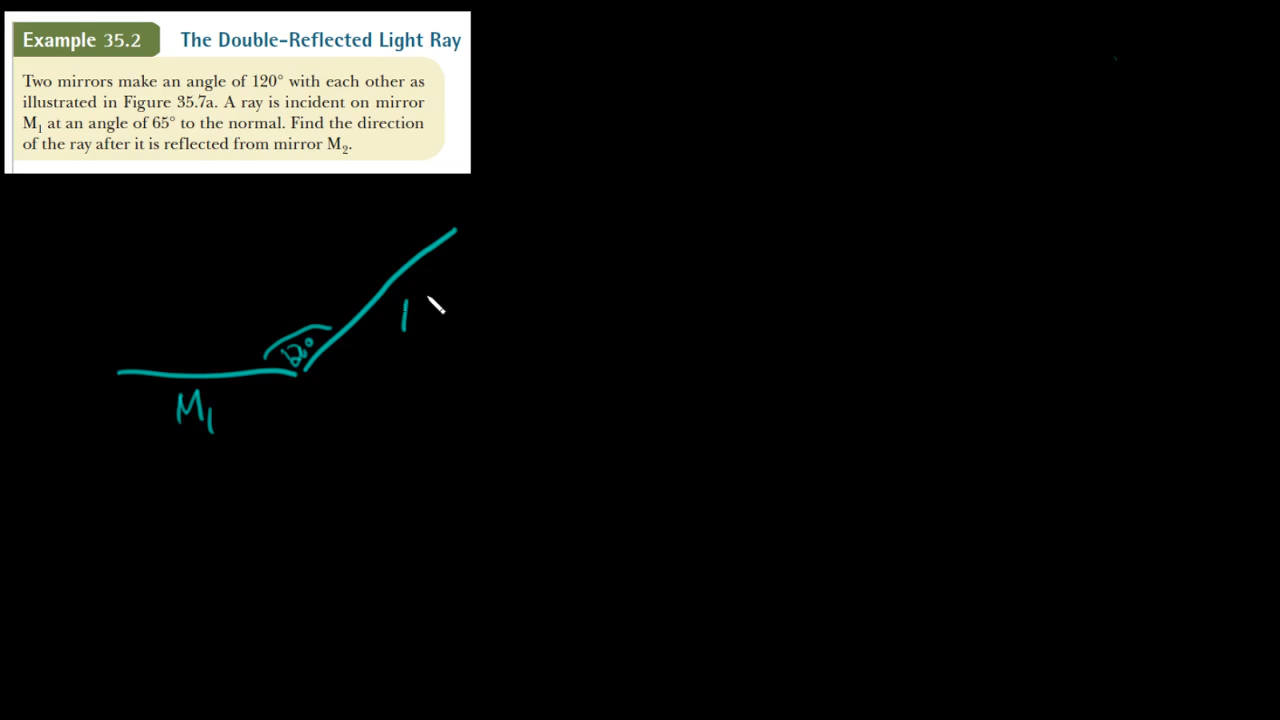 Example 35.2 The Double-Reflected Light Ray
Two mirrors make an angle of 120° with each other as
illustrated in Figure 35.7a. A ray is incident on mirror
M₁ at an angle of 65° to the normal. Find the direction
of the ray after it is reflected from mirror M₂.
M₁